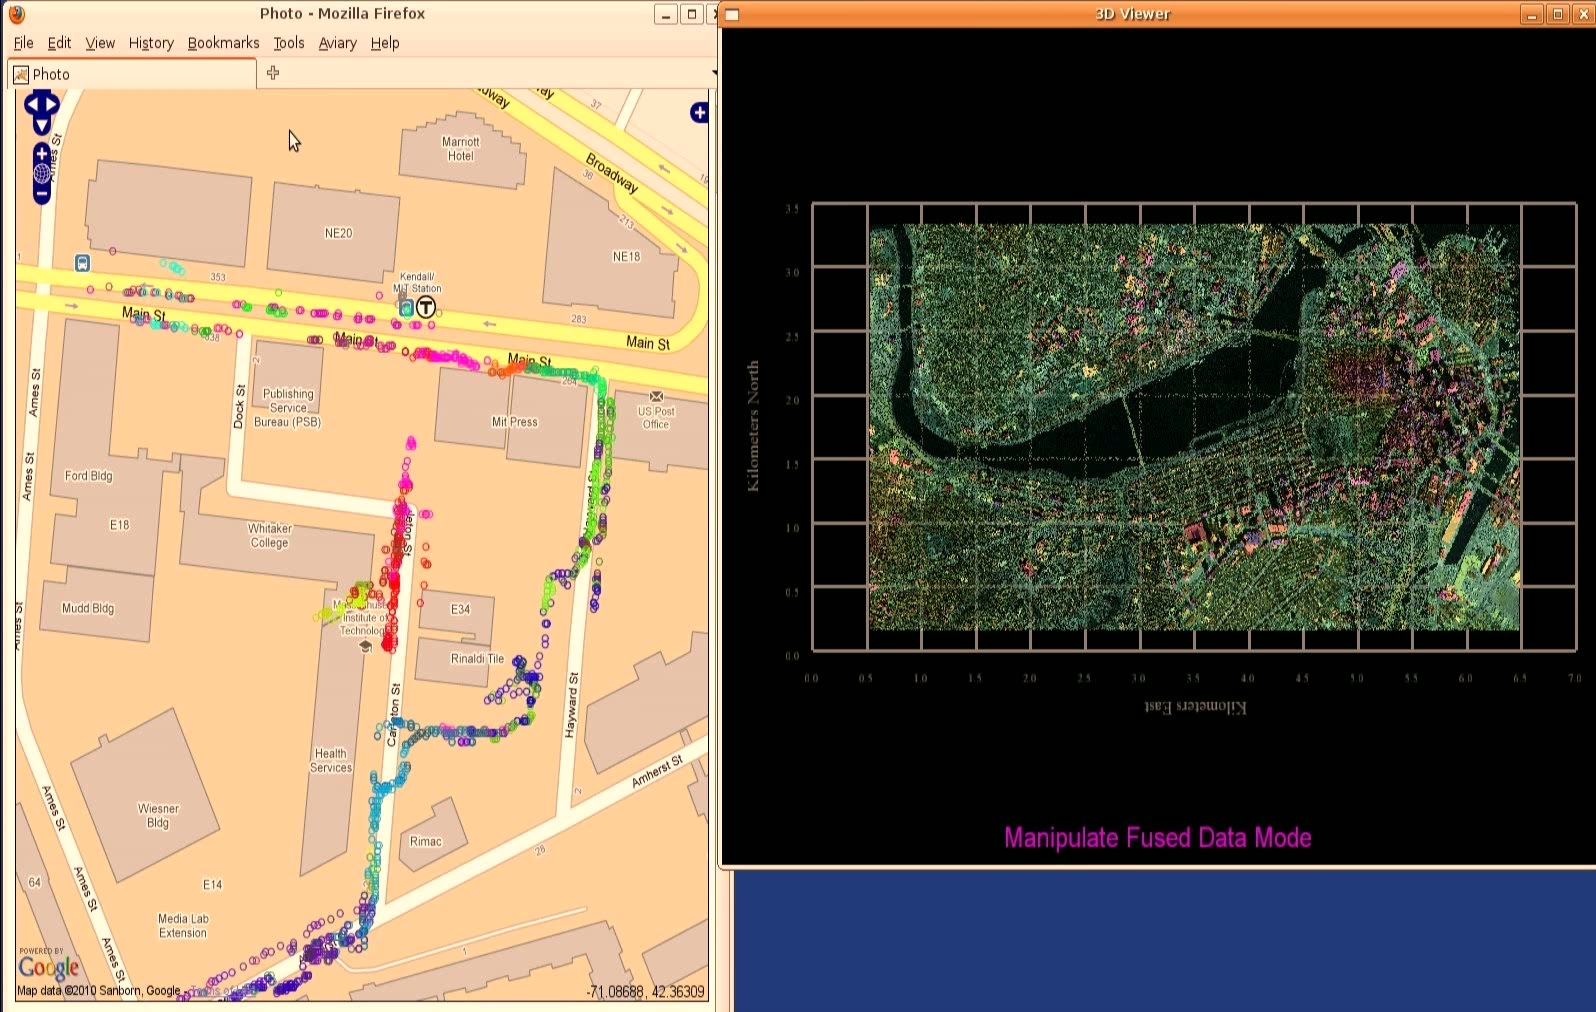 Photo - Mozilla Firefox
File Edit View History Bookmarks Tools Aviary Help
Photo
Ames St
way
37
Marriott
Hotel
Broadway
36
19
213
NE20
NE18
353
Kendall/
MIT Station
T
283
Main St
338
Main St
Main St
Main St
264
2
Dock St
Ames St
Publishing
Service
Bureau (PSB)
Mit Press
US Post
Office
Ford Bldg
Ames St
E18
Whitaker
College
Mudd Bldg
Institute of
Technology
E34
Rinaldi Tile
Ames St
Carleton St
Hayward St
Health
Services
Amherst St
2
Wiesner
Bldg
Ames St
Rimac
28
64
E14
Ames St
Media Lab
Extension
1
Ames St
POWERED BY
Google
Map data ©2010 Sanborn, Google -
-71.08688, 42.36309
3D Viewer
3.5
3.0
2.5
2.0
1.5
1.0
0.5
0.0
Kilometers North
0.0 0.5 1.0 1.5 2.0 2.5 3.0 3.5 4.0 4.5 5.0 5.5 6.0 6.5 7.0
Kilometers East
Manipulate Fused Data Mode